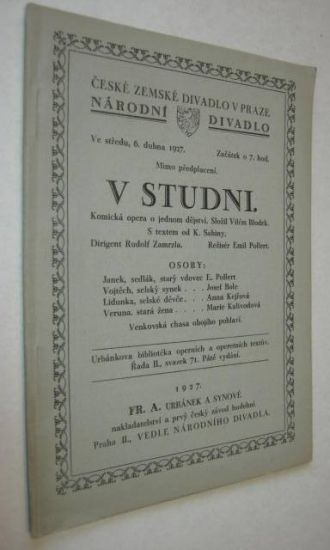 ČESKÉ ZEMSKÉ DIVADLO V PRAZE
NÁRODNÍ DIVADLO
Ve středu, 6. dubna 1927. Začátek o 7. hod.
Mimo předplacení.
V STUDNI.
Komická opera o jednom dějství. Složil Vilém Blodek.
S textem od K. Sabiny.
Dirigent Rudolf Zamrzla. Režisér Emil Pollert.
OSOBY:
Janek, sedlák, starý vdovec E. Pollert
Vojtěch, selský synek . . . Josef Bole
Lidunka, selské děvče . . . Anna Kejřová
Veruna, stará žena . . . Marie Kalivodová
Venkovská chasa obojího pohlaví.
Urbánkova bibliotéka operních a operetních textův.
Řada II., svazek 71. Páté vydání.
1927.
FR. A. URBÁNEK A SYNOVÉ
nakladatelství a prvý český závod hudební
Praha II., VEDLE NÁRODNÍHO DIVADLA.